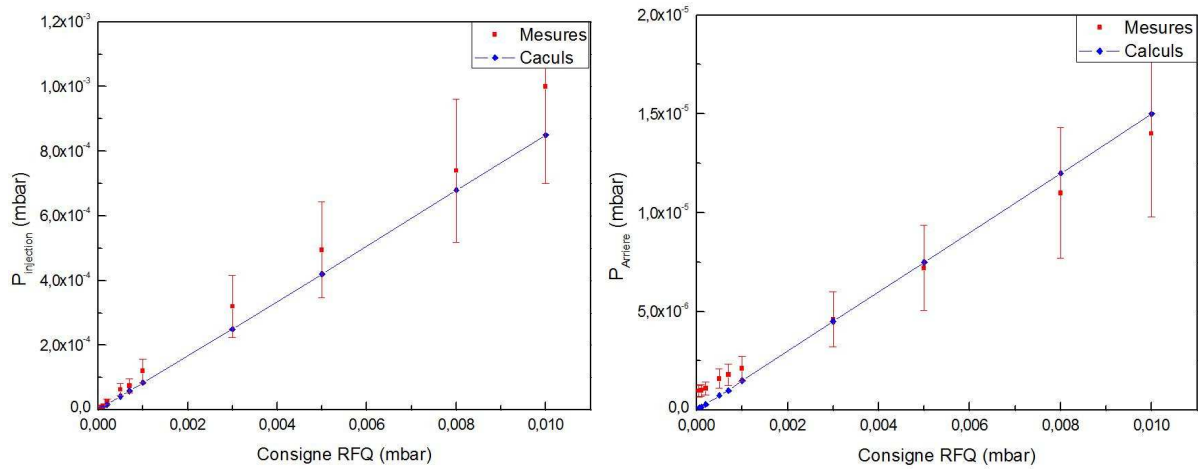 1,2x10⁻³
1,0x10⁻³
8,0x10⁻⁴
6,0x10⁻⁴
4,0x10⁻⁴
2,0x10⁻⁴
0,0
P Injection (mbar)
Mesures
Caculs
0,000 0,002 0,004 0,006 0,008 0,010
Consigne RFQ (mbar)
2,0x10⁻⁵
1,5x10⁻⁵
1,0x10⁻⁵
5,0x10⁻⁶
0,0
P Arriere (mbar)
Mesures
Calculs
0,000 0,002 0,004 0,006 0,008 0,010
Consigne RFQ (mbar)